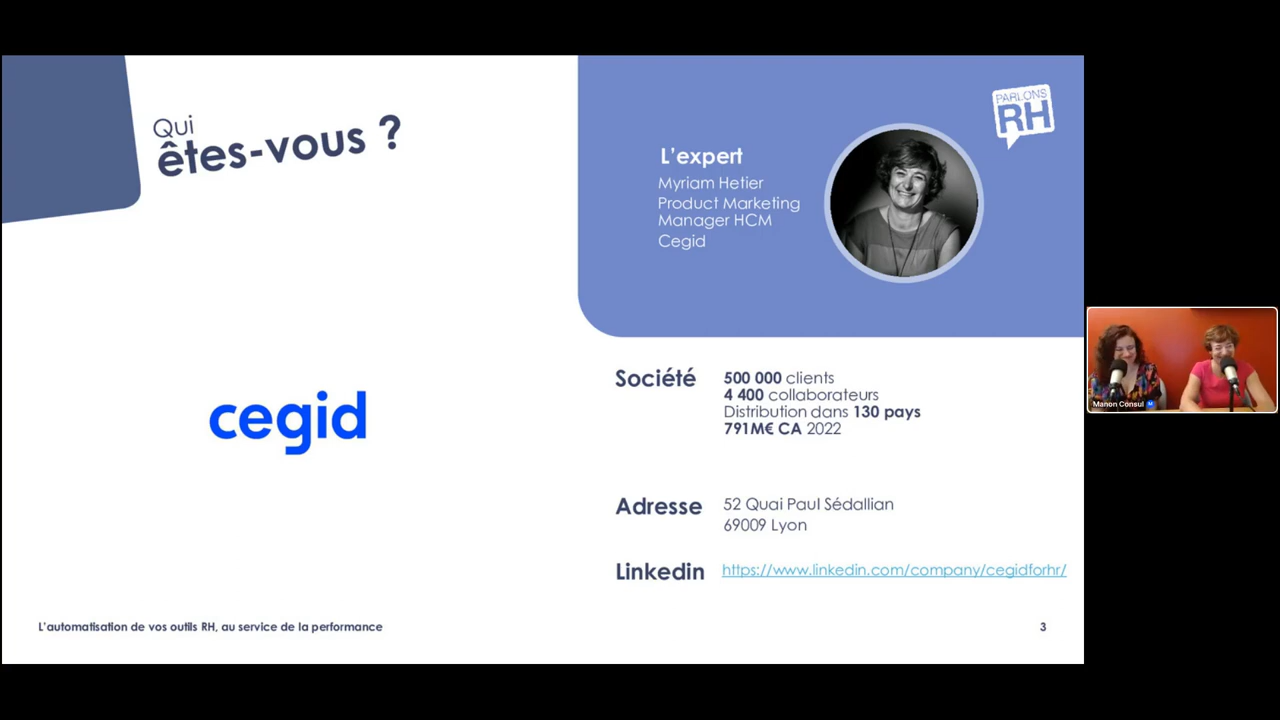 Qui
êtes-vous ?
PARLONS
RH
L'expert
Myriam Hetier
Product Marketing
Manager HCM
Cegid
cegid
Société
500 000 clients
4 400 collaborateurs
Distribution dans 130 pays
791M€ CA 2022
Adresse
52 Quai Paul Sédallian
69009 Lyon
Linkedin
https://www.linkedin.com/company/cegidforhr/
Manon Consul
L'automatisation de vos outils RH, au service de la performance
3